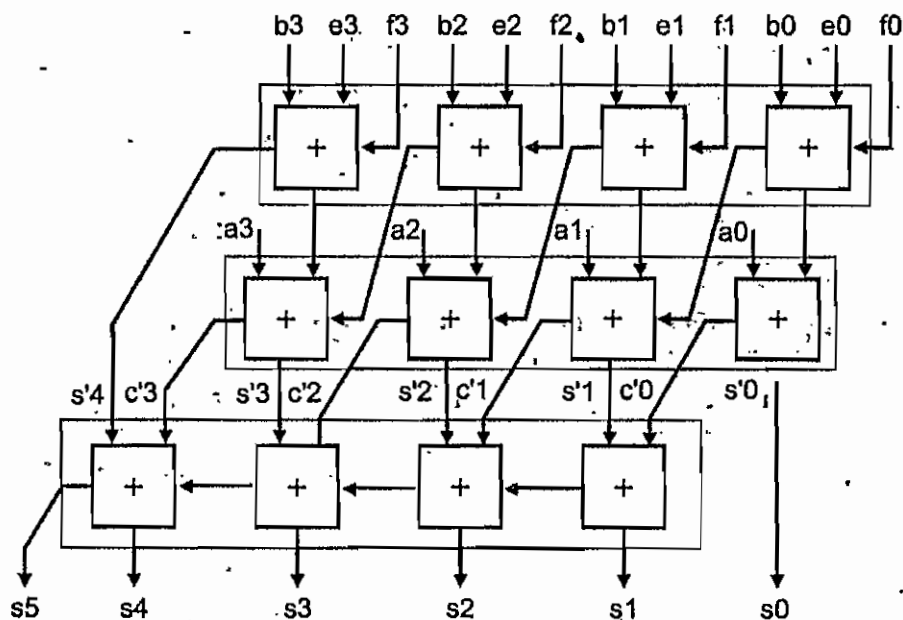 b3 e3 f3 b2 e2 f2 b1 e1 f1 b0 e0 f0
+ + + +
a3 a2 a1 a0
+ + + +
s'4 c'3 s'3 c'2 s'2 c'1 s'1 c'0 s'0
+ + + +
s5 s4 s3 s2 s1 s0